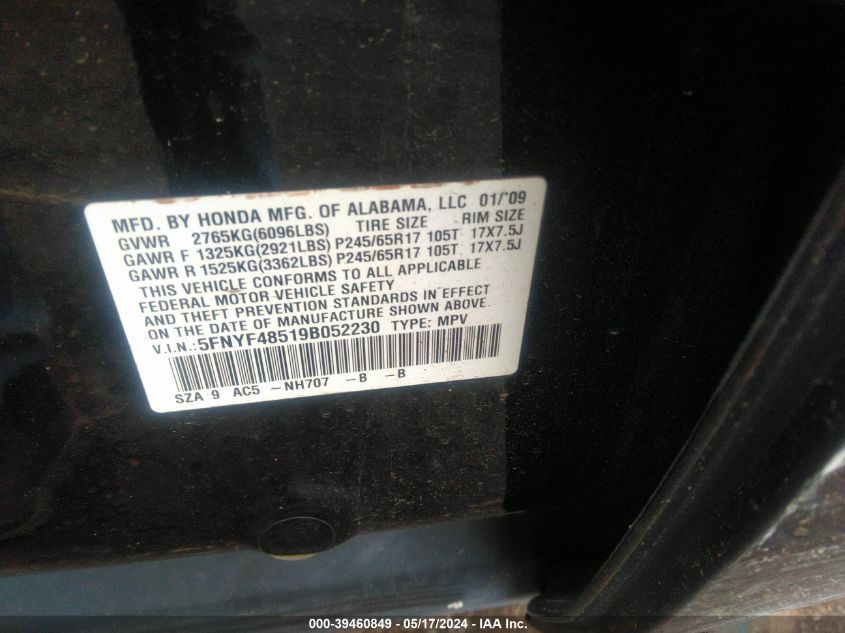 MFD. BY HONDA MFG. OF ALABAMA, LLC 01/09
GVWR 2765KG(6096LBS) TIRE SIZE RIM SIZE
GAWR F 1325KG(2921LBS) P245/65R17 105T 17X7.5J
GAWR R 1525KG(3362LBS) P245/65R17 105T 17X7.5J
THIS VEHICLE CONFORMS TO ALL APPLICABLE
FEDERAL MOTOR VEHICLE SAFETY
AND THEFT PREVENTION STANDARDS IN EFFECT
ON THE DATE OF MANUFACTURE SHOWN ABOVE.
V.I.N.: 5FNYF48519B052230 TYPE: MPV
SZA 9 AC5 -NH707 -B -B
000-39460849 - 05/17/2024 - IAA Inc.